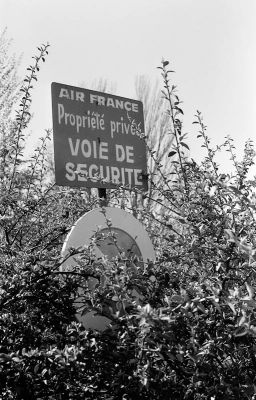 AIR FRANCE
Propriété privée
VOIE DE
SECURITE